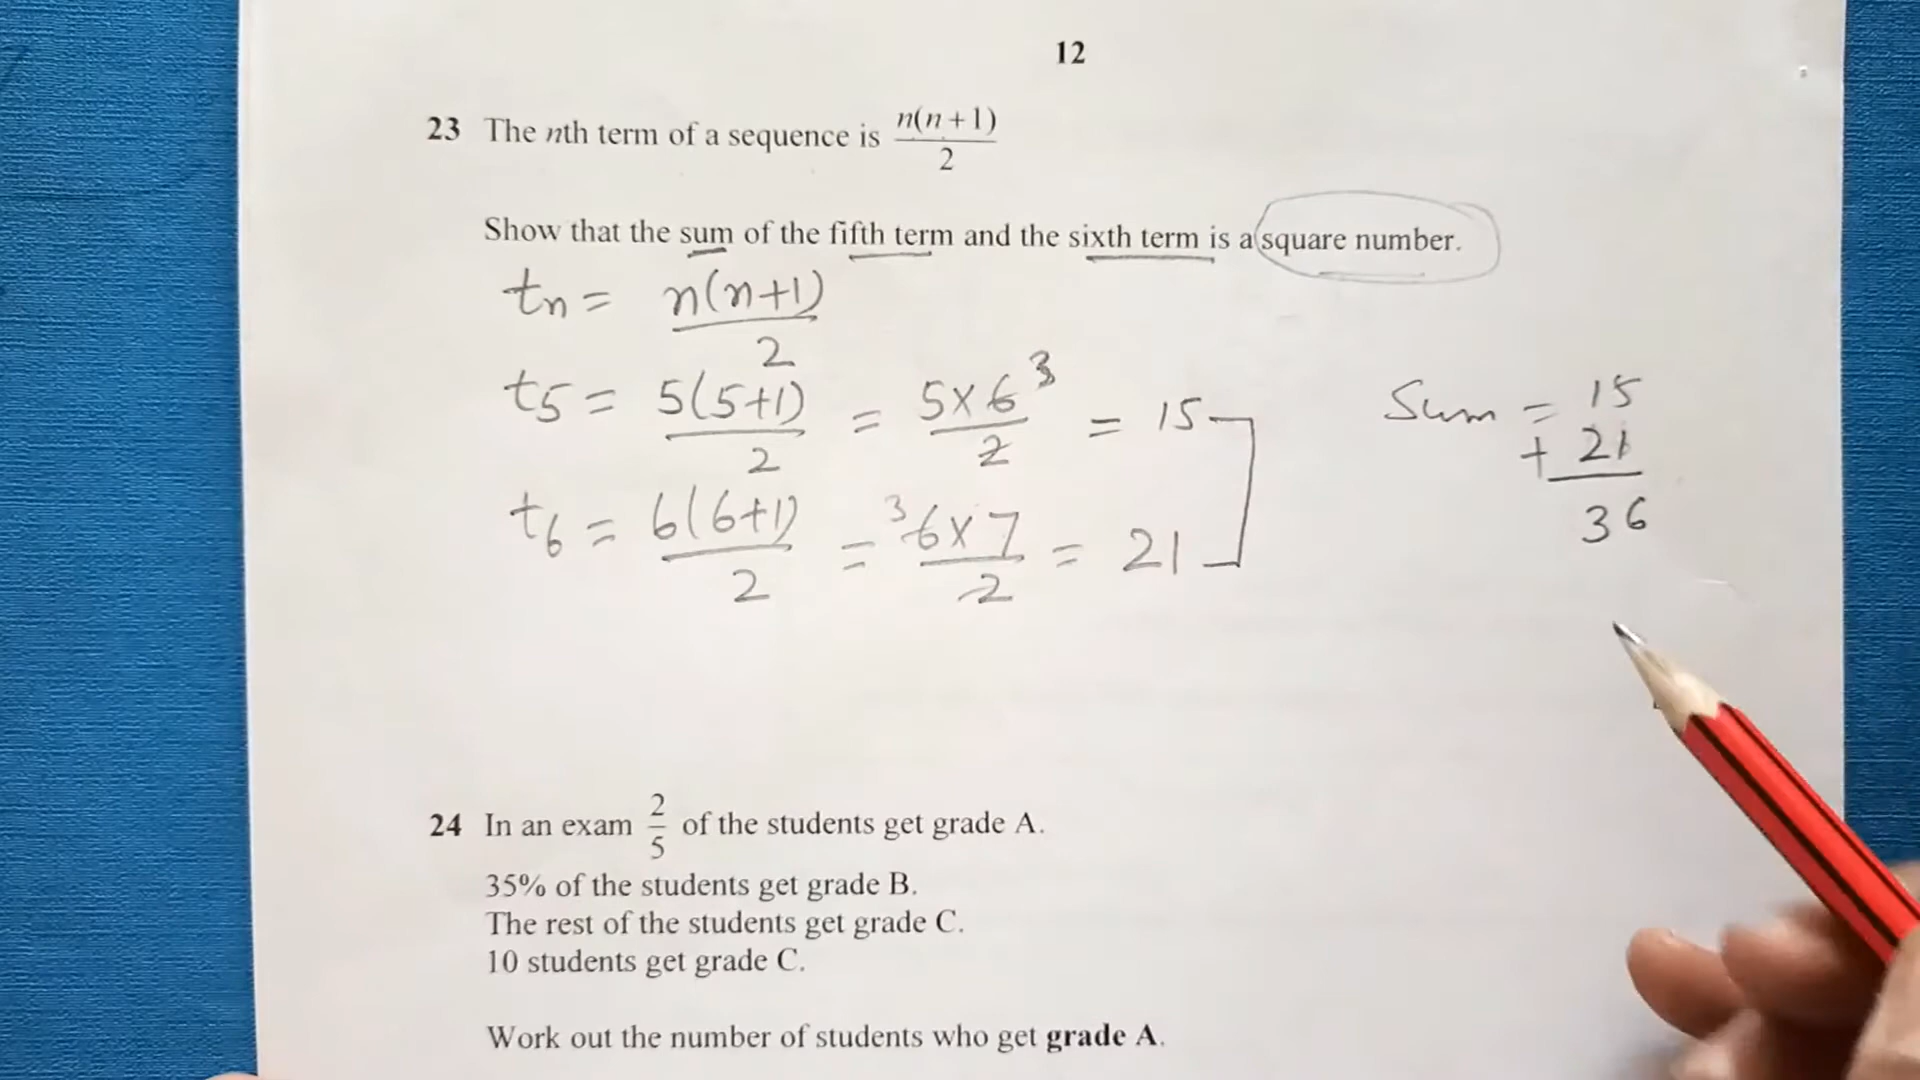 12
23 The nth term of a sequence is n(n+1)/2
Show that the sum of the fifth term and the sixth term is a square number.
tn = n(n+1)/2
t5 = 5(5+1)/2 = 5×6/2 3 = 15
t6 = 6(6+1)/2 = 3 6×7/2 = 21
Sum = 15
+ 21
36
24 In an exam 2/5 of the students get grade A.
35% of the students get grade B.
The rest of the students get grade C.
10 students get grade C.
Work out the number of students who get grade A.